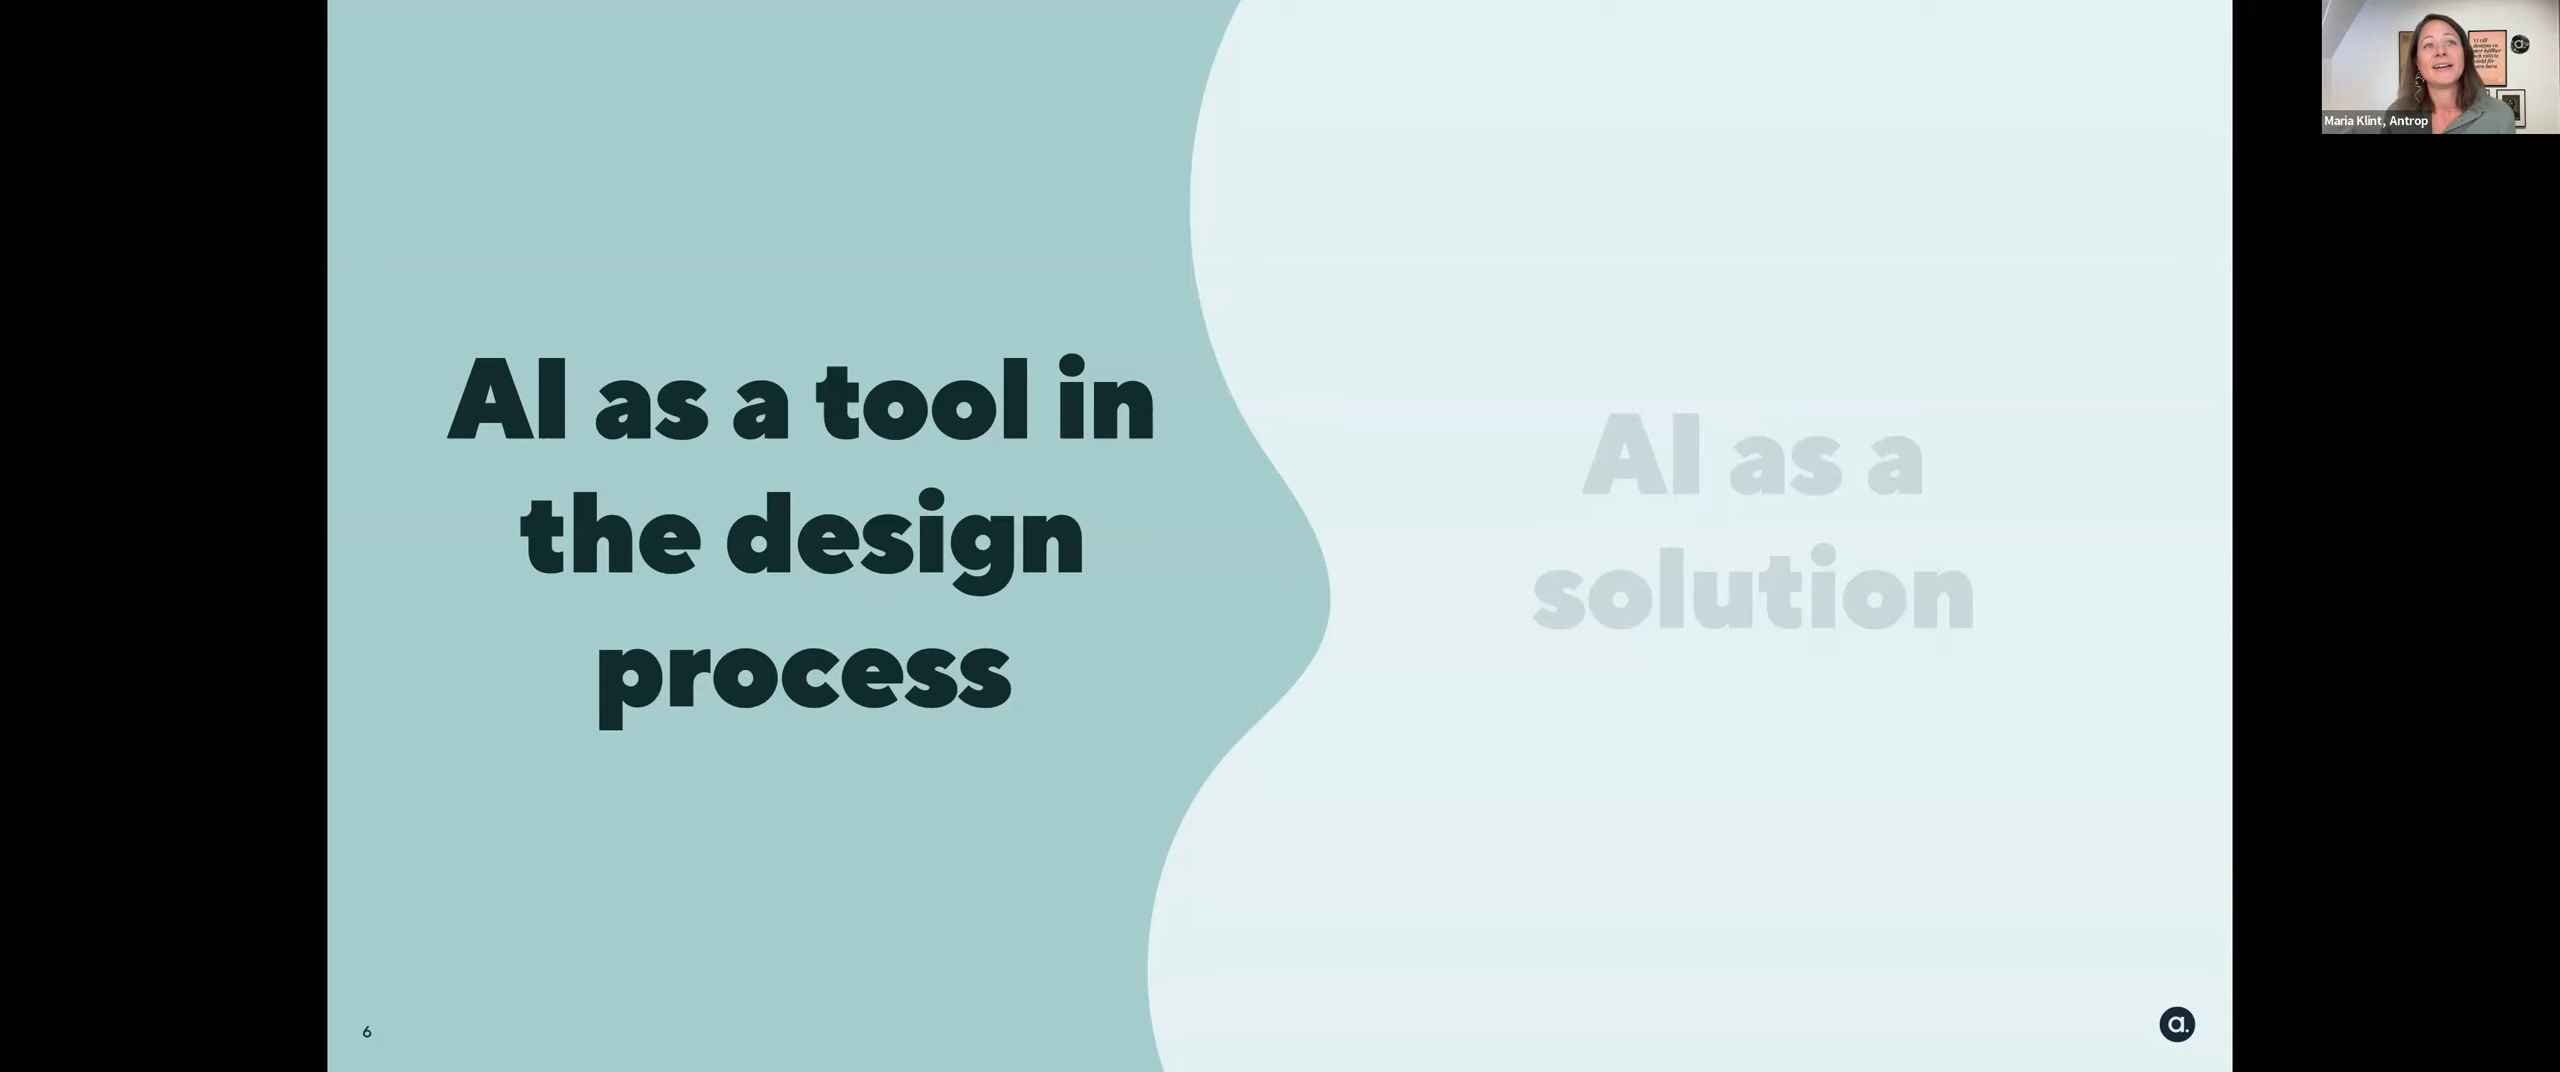 AI as a tool in
the design
process
AI as a
solution
6
a.
Maria Klint, Antrop
a.